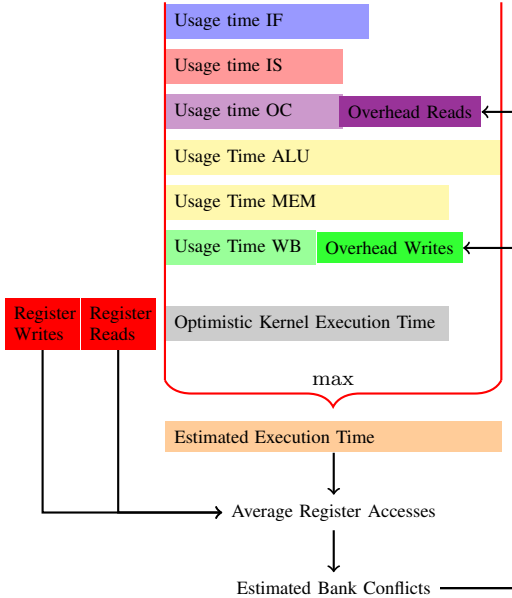 Usage time IF
Usage time IS
Usage time OC
Overhead Reads
Usage Time ALU
Usage Time MEM
Usage Time WB
Overhead Writes
Register
Writes
Register
Reads
Optimistic Kernel Execution Time
max
Estimated Execution Time
Average Register Accesses
Estimated Bank Conflicts